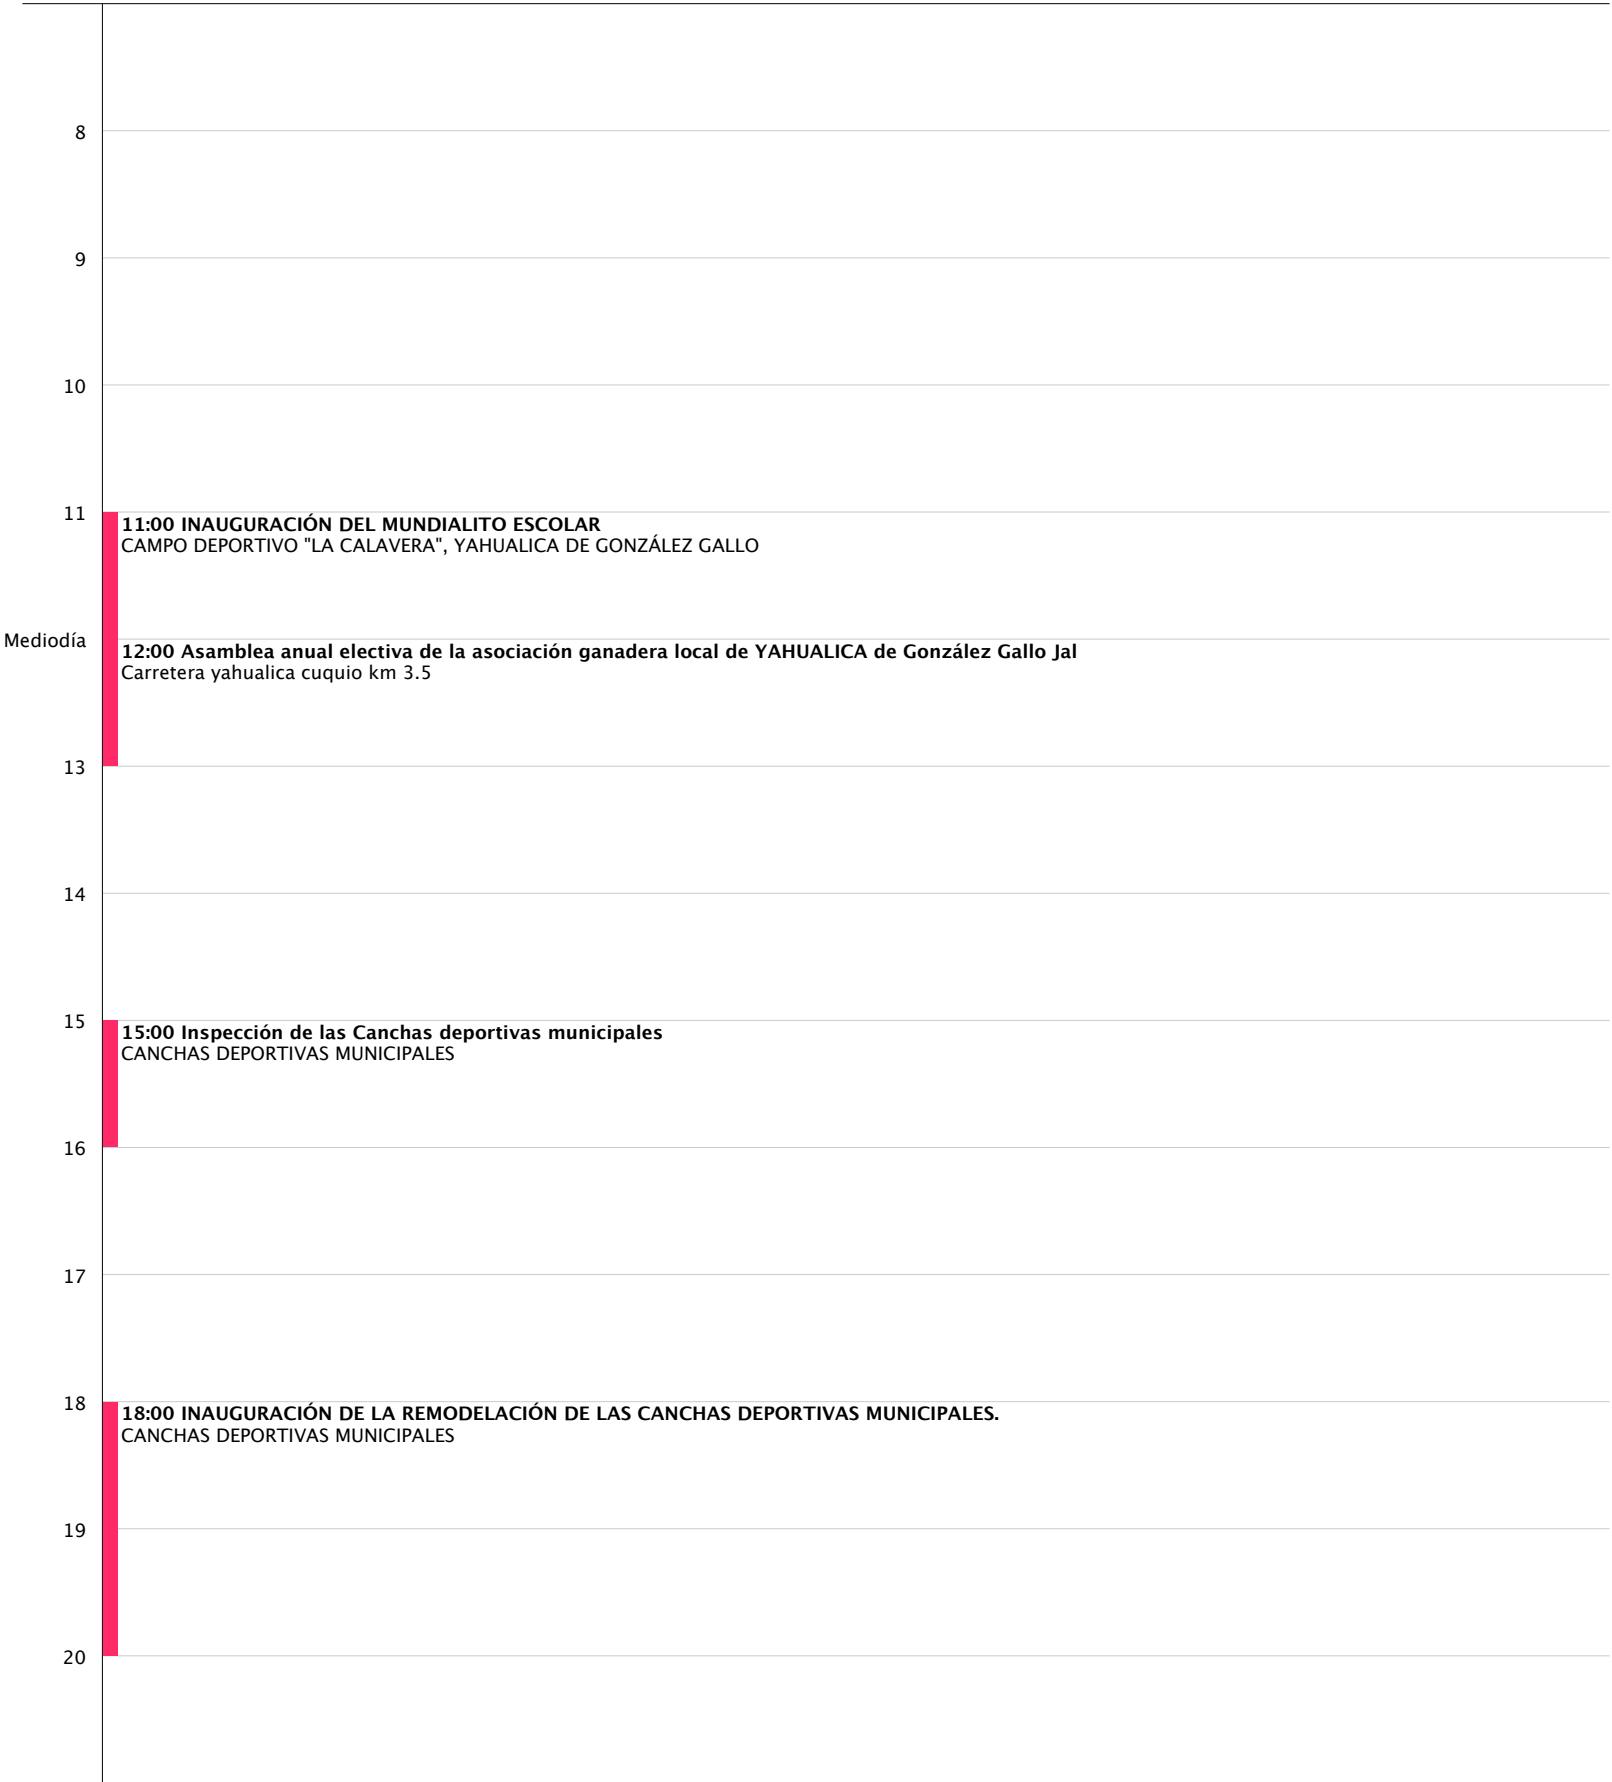 8
9
10
11
11:00 INAUGURACIÓN DEL MUNDIALITO ESCOLAR
CAMPO DEPORTIVO "LA CALAVERA", YAHUALICA DE GONZÁLEZ GALLO
Mediodía
12:00 Asamblea anual electiva de la asociación ganadera local de YAHUALICA de González Gallo Jal
Carretera yahualica cuquio km 3.5
13
14
15
15:00 Inspección de las Canchas deportivas municipales
CANCHAS DEPORTIVAS MUNICIPALES
16
17
18
18:00 INAUGURACIÓN DE LA REMODELACIÓN DE LAS CANCHAS DEPORTIVAS MUNICIPALES.
CANCHAS DEPORTIVAS MUNICIPALES
19
20